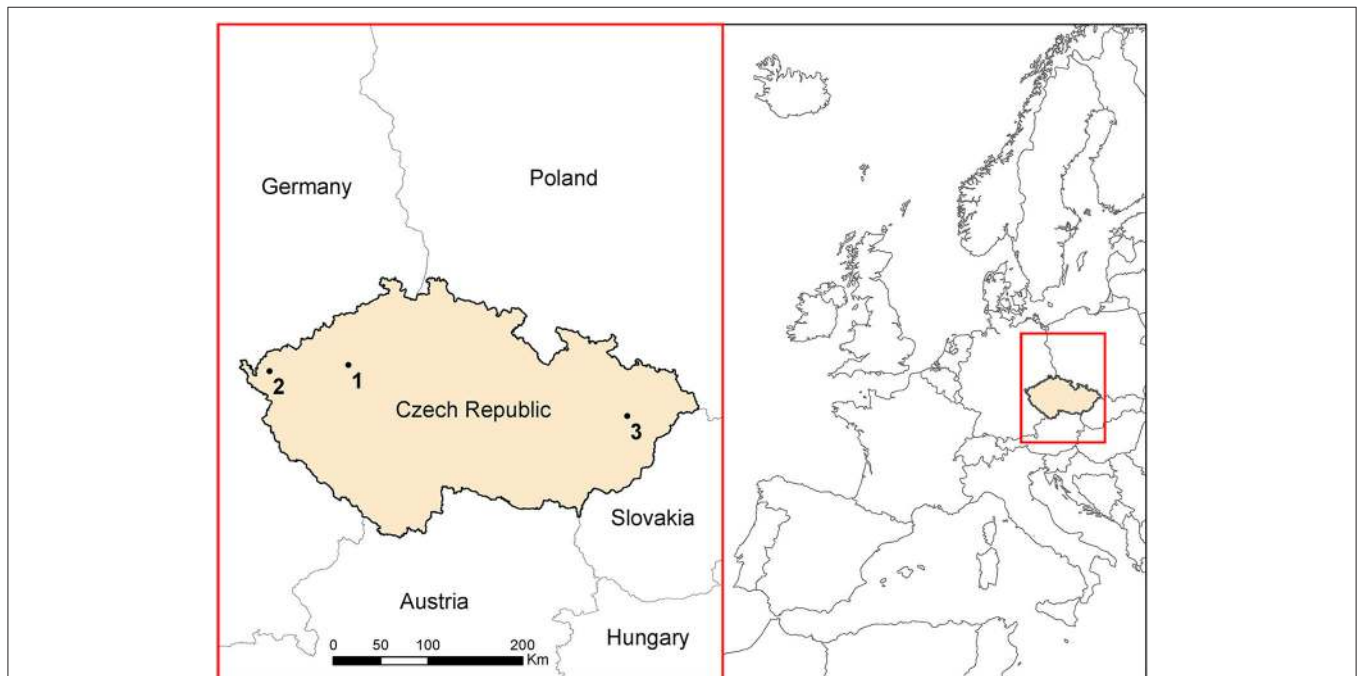 Germany
Poland
1
2
Czech Republic
3
Slovakia
Austria
Hungary
0 50 100 200
Km